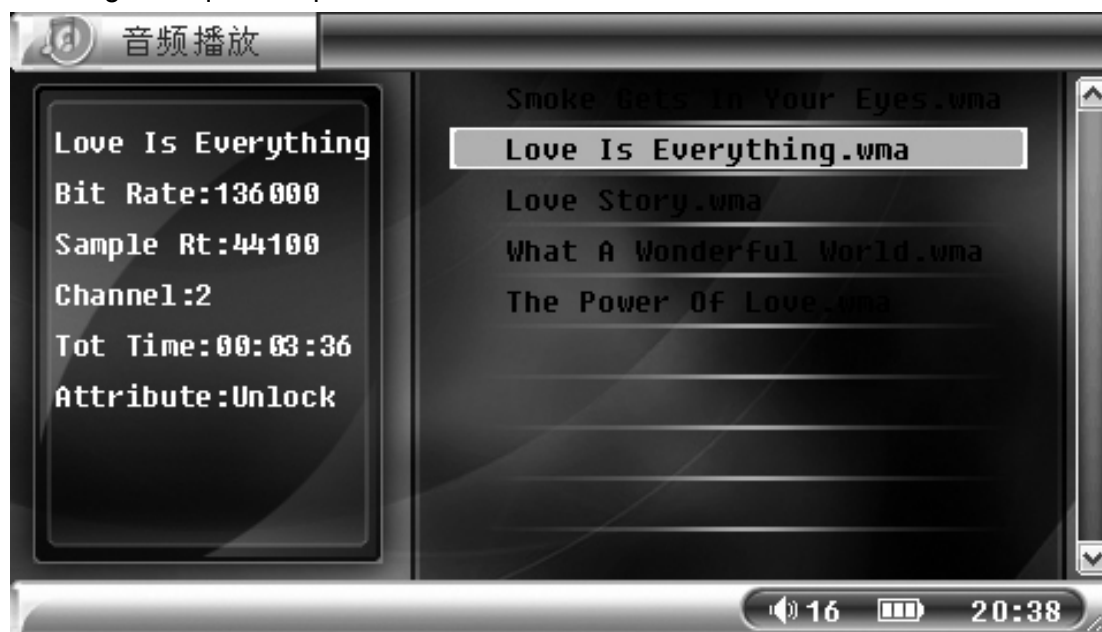 音频播放
Love Is Everything
Bit Rate:136000
Sample Rt:44100
Channel:2
Tot Time:00:03:36
Attribute:Unlock
Smoke Gets In Your Eyes.wma
Love Is Everything.wma
Love Story.wma
What A Wonderful World.wma
The Power Of Love.wma
16
20:38